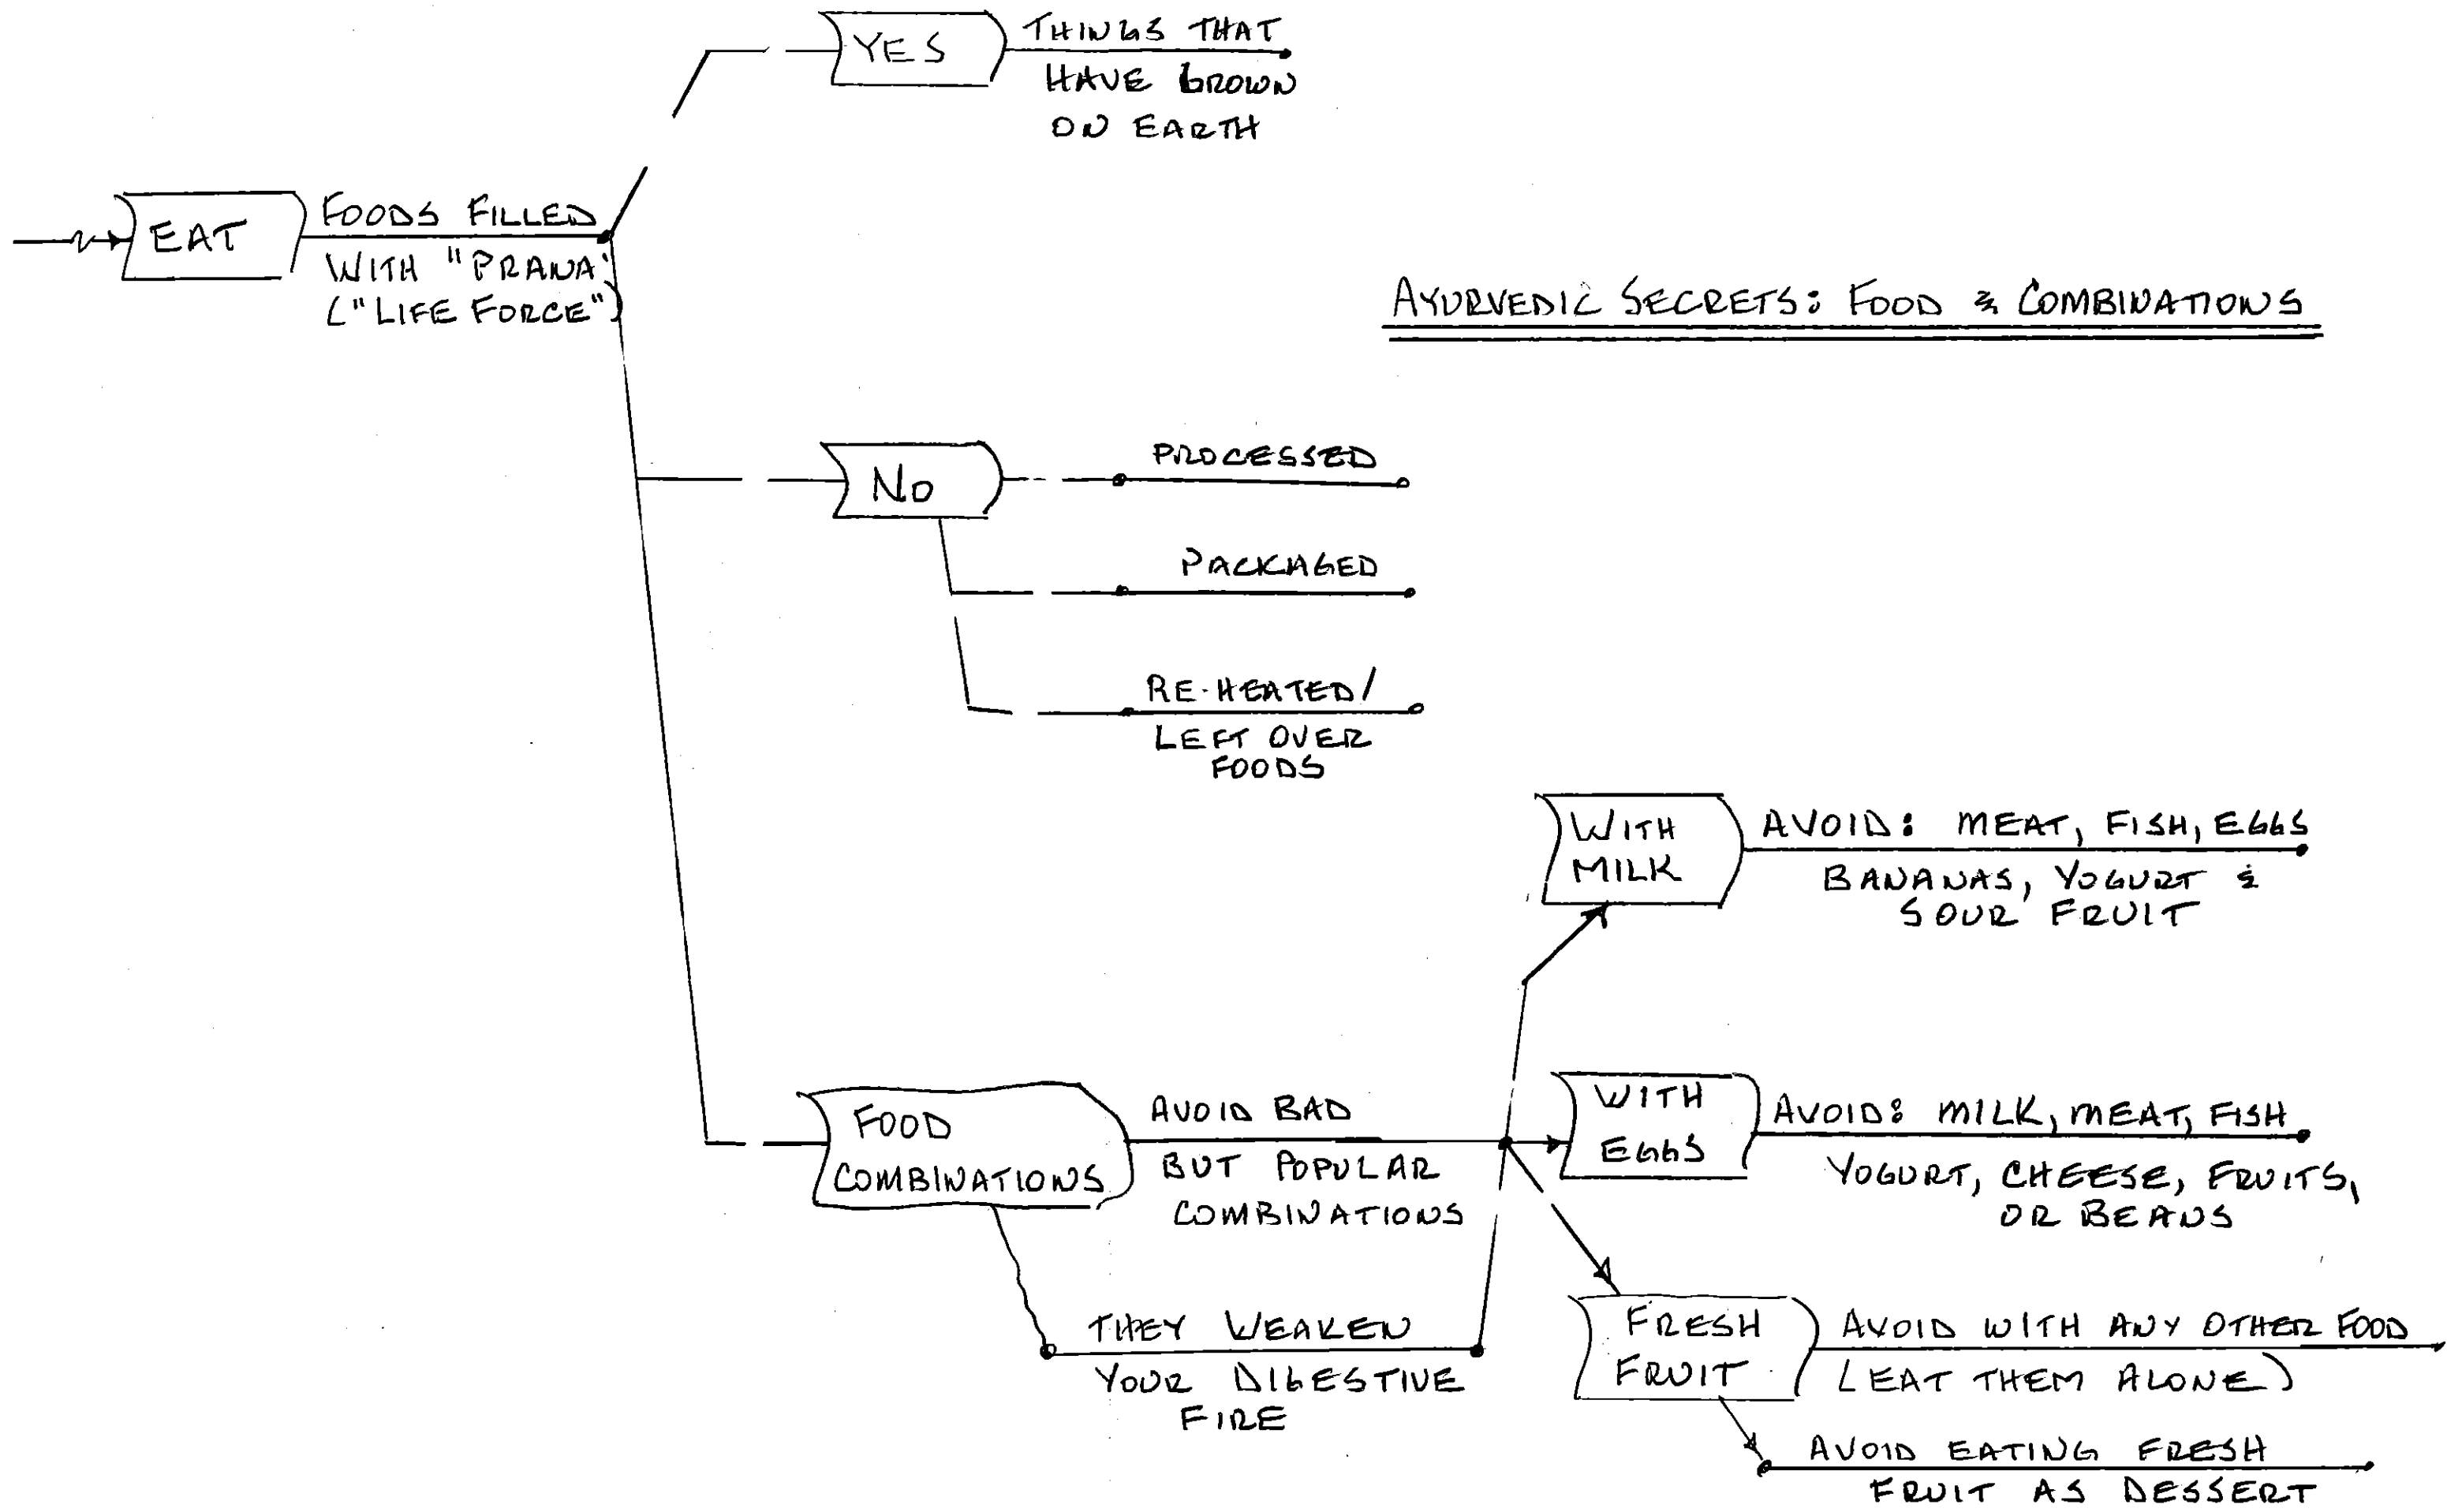 YES
THINGS THAT
HAVE GROWN
ON EARTH
EAT
FOODS FILLED
WITH "PRANA"
("LIFE FORCE")
AYURVEDIC SECRETS: FOOD & COMBINATIONS
NO
PROCESSED
PACKAGED
RE-HEATED/
LEFT OVER
FOODS
WITH
MILK
AVOID: MEAT, FISH, EGGS
BANANAS, YOGURT &
SOUR FRUIT
FOOD
COMBINATIONS
AVOID BAD
BUT POPULAR
COMBINATIONS
THEY WEAKEN
YOUR DIGESTIVE
FIRE
WITH
EGGS
AVOID: MILK, MEAT, FISH
YOGURT, CHEESE, FRUITS,
OR BEANS
FRESH
FRUIT
AVOID WITH ANY OTHER FOOD
(EAT THEM ALONE)
AVOID EATING FRESH
FRUIT AS DESSERT